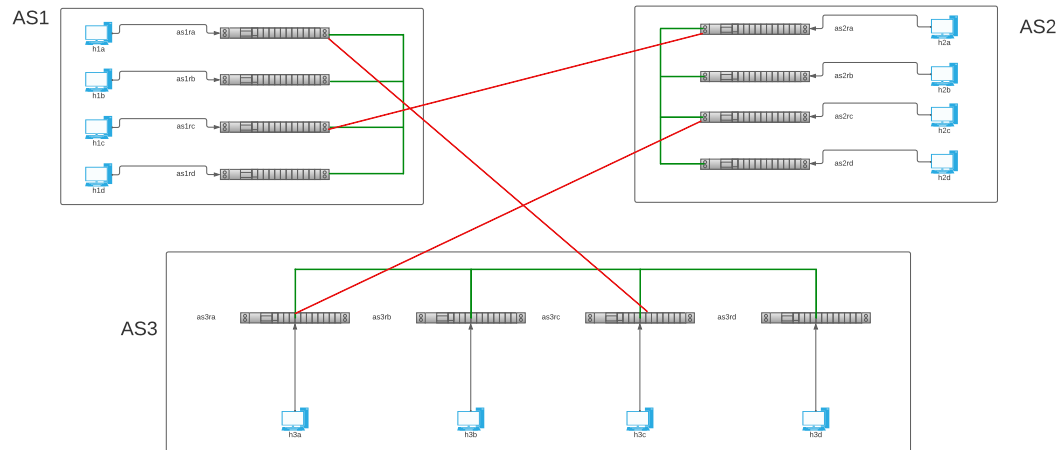 AS1
as1ra
h1a
as1rb
h1b
as1rc
h1c
as1rd
h1d
AS2
as2ra
h2a
as2rb
h2b
as2rc
h2c
as2rd
h2d
AS3
as3ra
as3rb
as3rc
as3rd
h3a
h3b
h3c
h3d